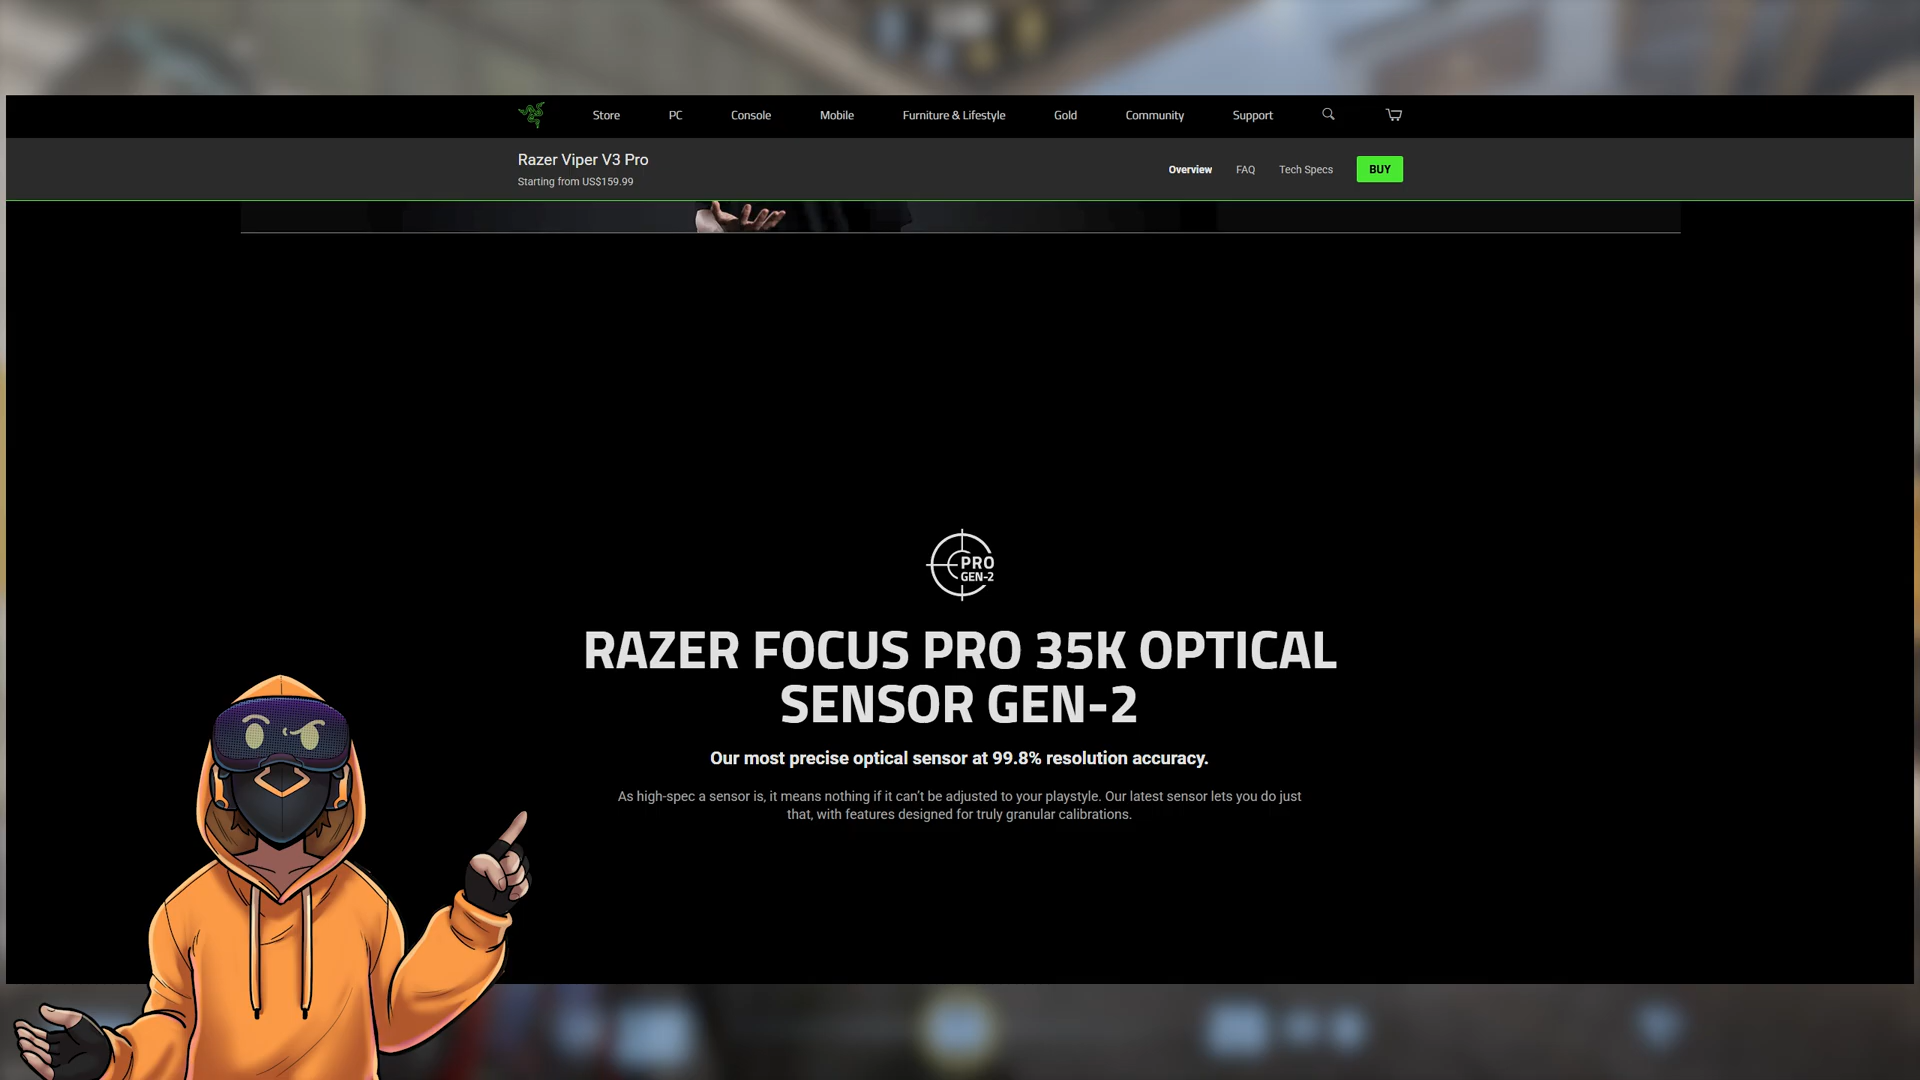 Store PC Console Mobile Furniture & Lifestyle Gold Community Support
Razer Viper V3 Pro
Starting from US$159.99
Overview FAQ Tech Specs BUY
PRO
GEN-2
RAZER FOCUS PRO 35K OPTICAL
SENSOR GEN-2
Our most precise optical sensor at 99.8% resolution accuracy.
As high-spec a sensor is, it means nothing if it can’t be adjusted to your playstyle. Our latest sensor lets you do just
that, with features designed for truly granular calibrations.